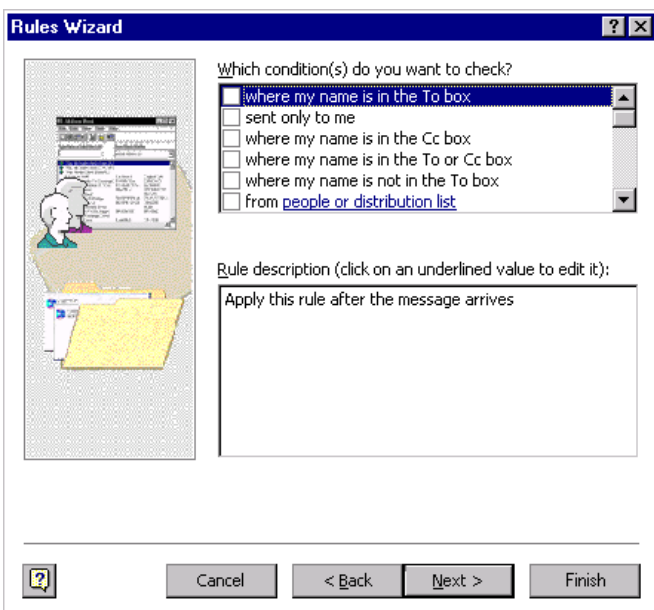 Rules Wizard
Which condition(s) do you want to check?
where my name is in the To box
sent only to me
where my name is in the Cc box
where my name is in the To or Cc box
where my name is not in the To box
from people or distribution list
Rule description (click on an underlined value to edit it):
Apply this rule after the message arrives
Cancel
< Back
Next >
Finish